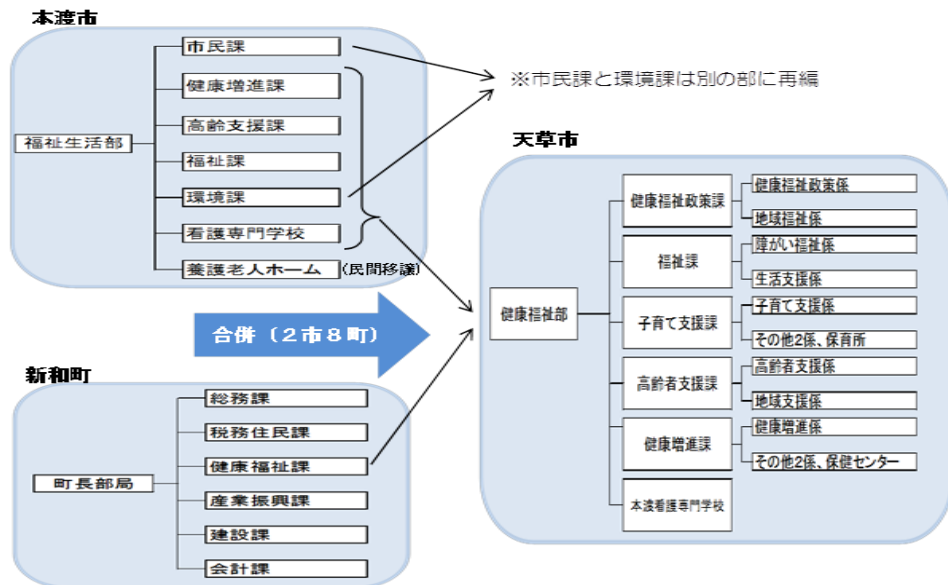 本渡市
福祉生活部
市民課
健康増進課
高齢支援課
福祉課
環境課
看護専門学校
養護老人ホーム (民間移譲)
※市民課と環境課は別の部に再編
合併（２市８町）
新和町
町長部局
総務課
税務住民課
健康福祉課
産業振興課
建設課
会計課
天草市
健康福祉部
健康福祉政策課
健康福祉政策係
地域福祉係
福祉課
障がい福祉係
生活支援係
子育て支援課
子育て支援係
その他2係、保育所
高齢者支援課
高齢者支援係
地域支援係
健康増進課
健康増進係
その他2係、保健センター
本渡看護専門学校